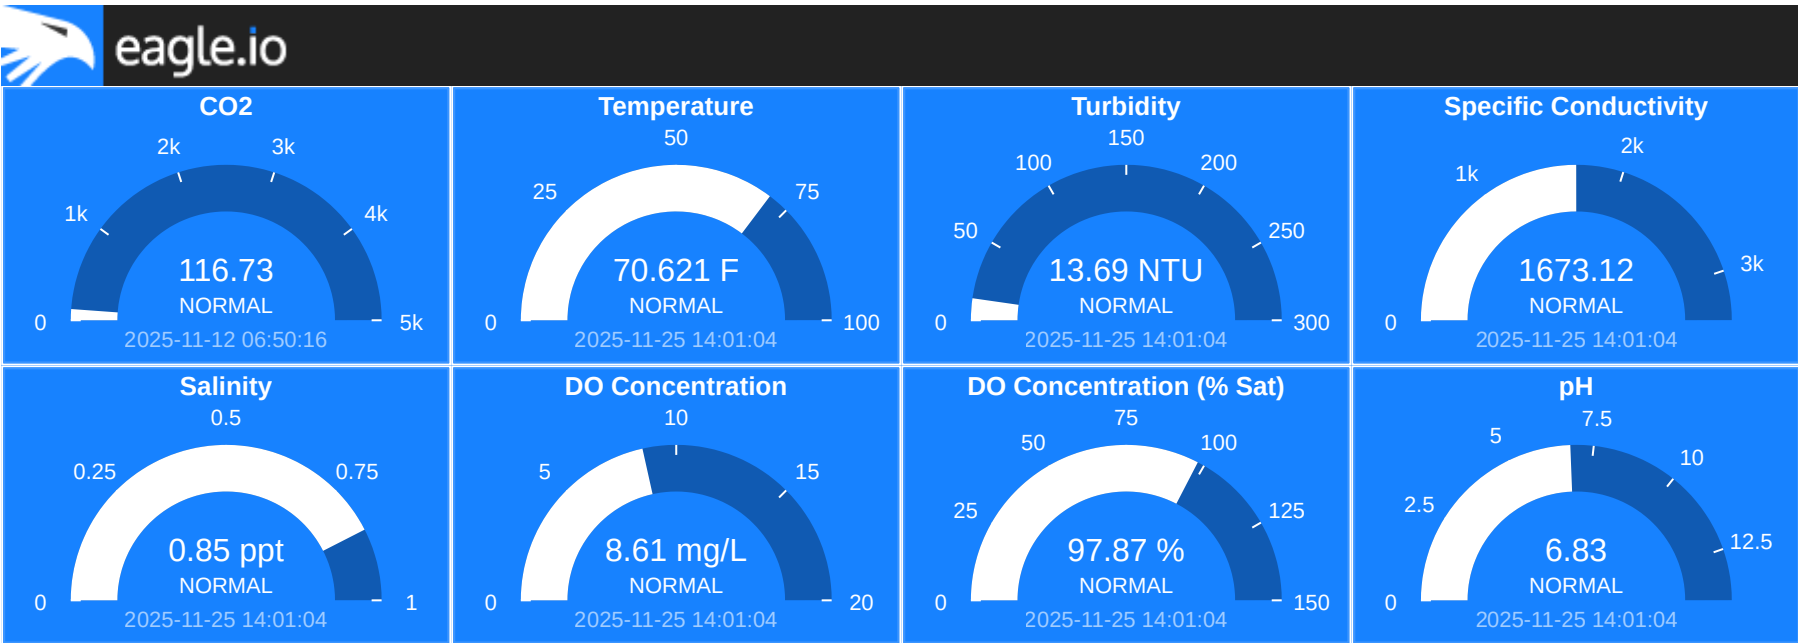 eagle.io
CO2
2k
3k
1k
4k
116.73
NORMAL
0
5k
2025-11-12 06:50:16
Temperature
50
25
75
70.621 F
NORMAL
0
100
2025-11-25 14:01:04
Turbidity
150
100
200
50
250
13.69 NTU
NORMAL
0
300
2025-11-25 14:01:04
Specific Conductivity
2k
1k
3k
1673.12
NORMAL
0
2025-11-25 14:01:04
Salinity
0.5
0.25
0.75
0.85 ppt
NORMAL
0
1
2025-11-25 14:01:04
DO Concentration
10
5
15
8.61 mg/L
NORMAL
0
20
2025-11-25 14:01:04
DO Concentration (% Sat)
75
50
100
25
125
97.87 %
NORMAL
0
150
2025-11-25 14:01:04
pH
7.5
5
10
2.5
12.5
6.83
NORMAL
0
2025-11-25 14:01:04